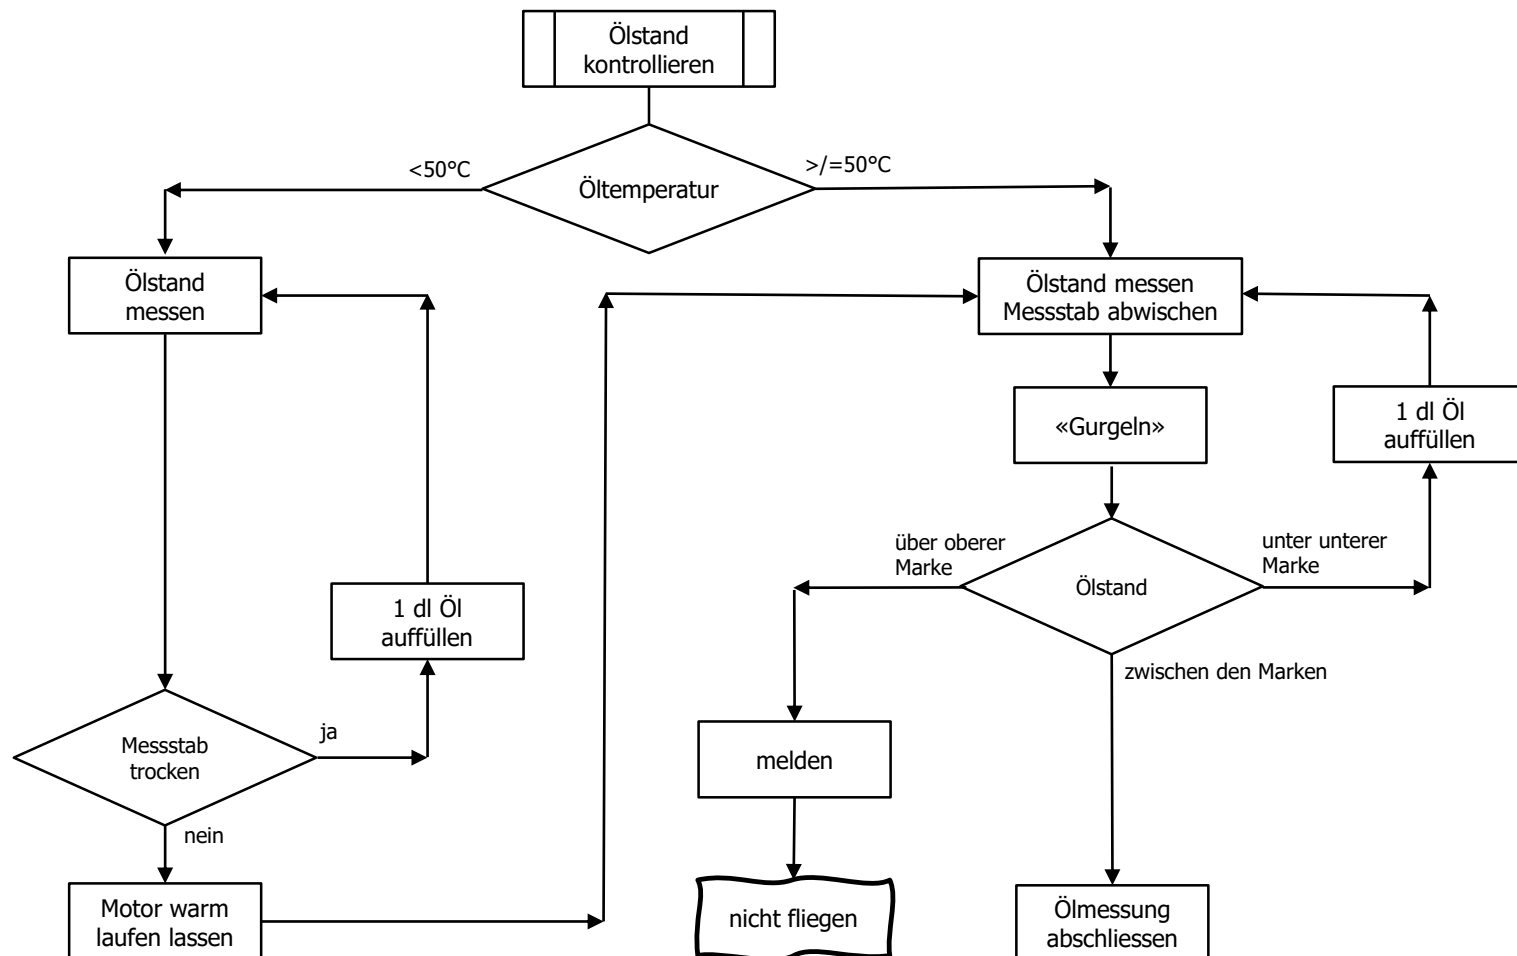 Ölstand
kontrollieren
<50°C
>/=50°C
Öltemperatur
Ölstand
messen
Ölstand messen
Messstab abwischen
«Gurgeln»
1 dl Öl
auffüllen
über oberer
Marke
unter unterer
Marke
Ölstand
1 dl Öl
auffüllen
zwischen den Marken
ja
Messstab
trocken
melden
nein
Motor warm
laufen lassen
nicht fliegen
Ölmessung
abschliessen